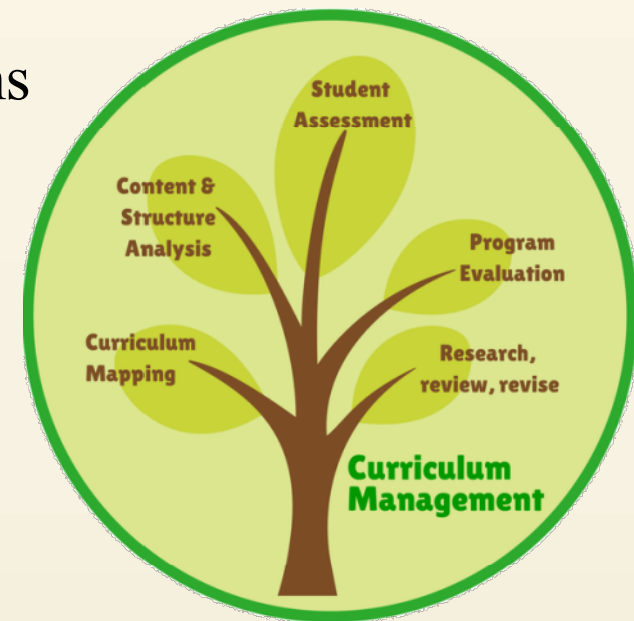 Student
Assessment
Content &
Structure
Analysis
Program
Evaluation
Curriculum
Mapping
Research,
review, revise
Curriculum
Management